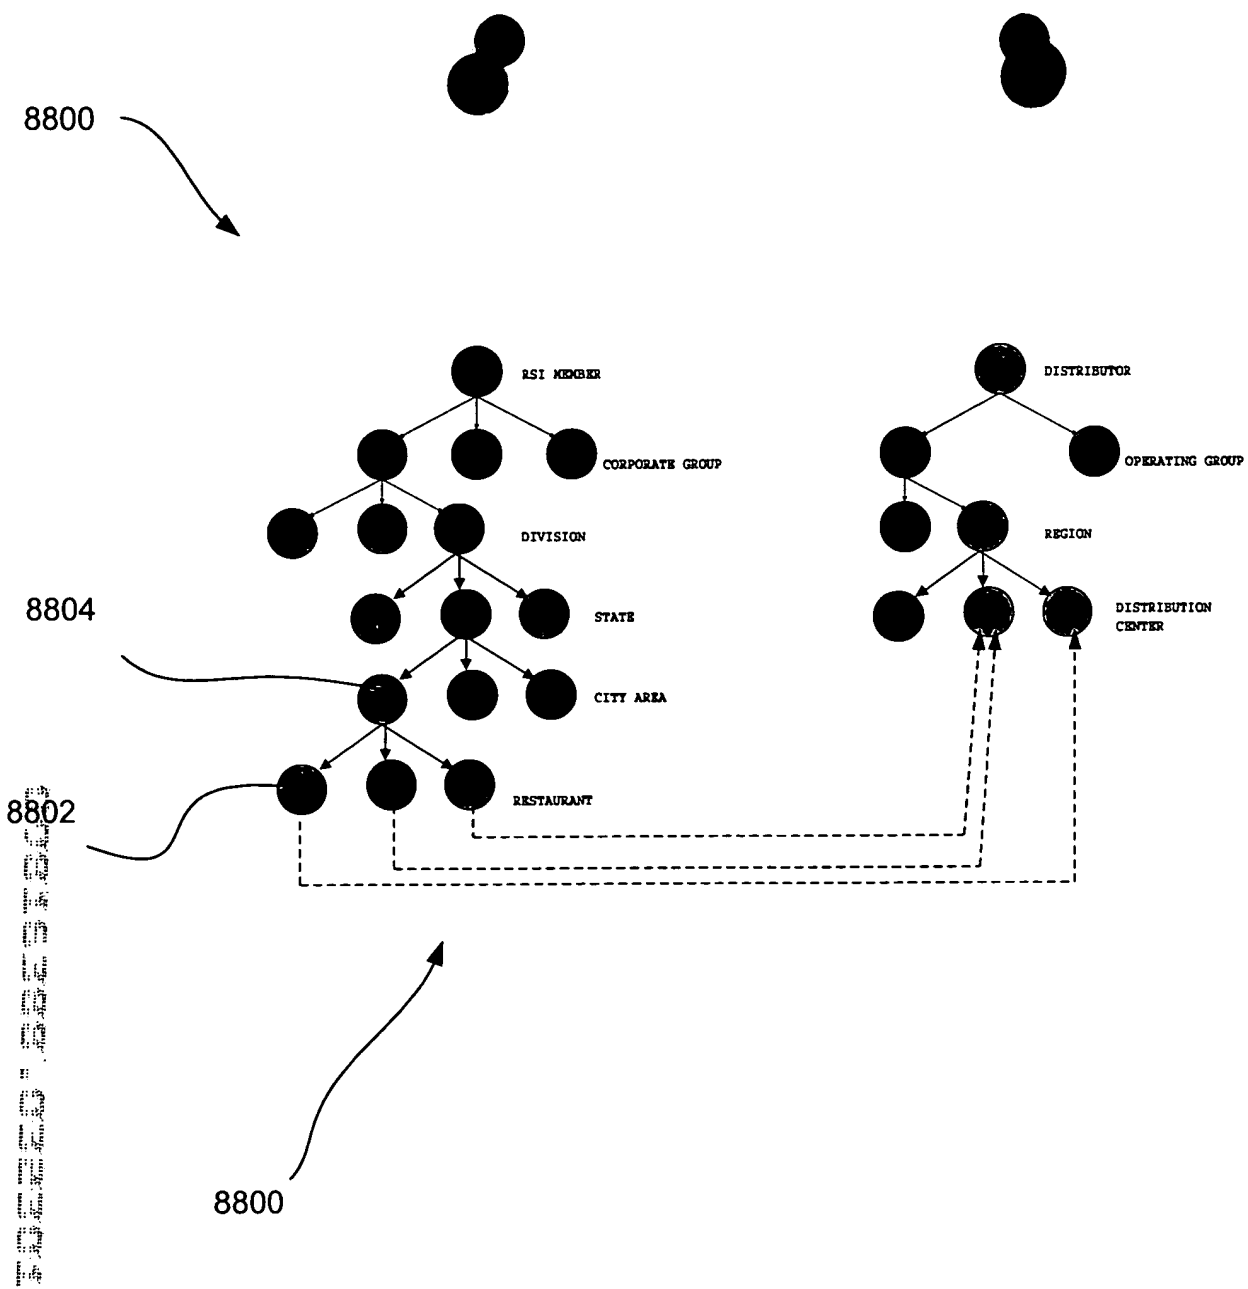 8800
RSI MEMBER
DISTRIBUTOR
CORPORATE GROUP
OPERATING GROUP
DIVISION
REGION
8804
STATE
DISTRIBUTION
CENTER
CITY AREA
8802
RESTAURANT
8800